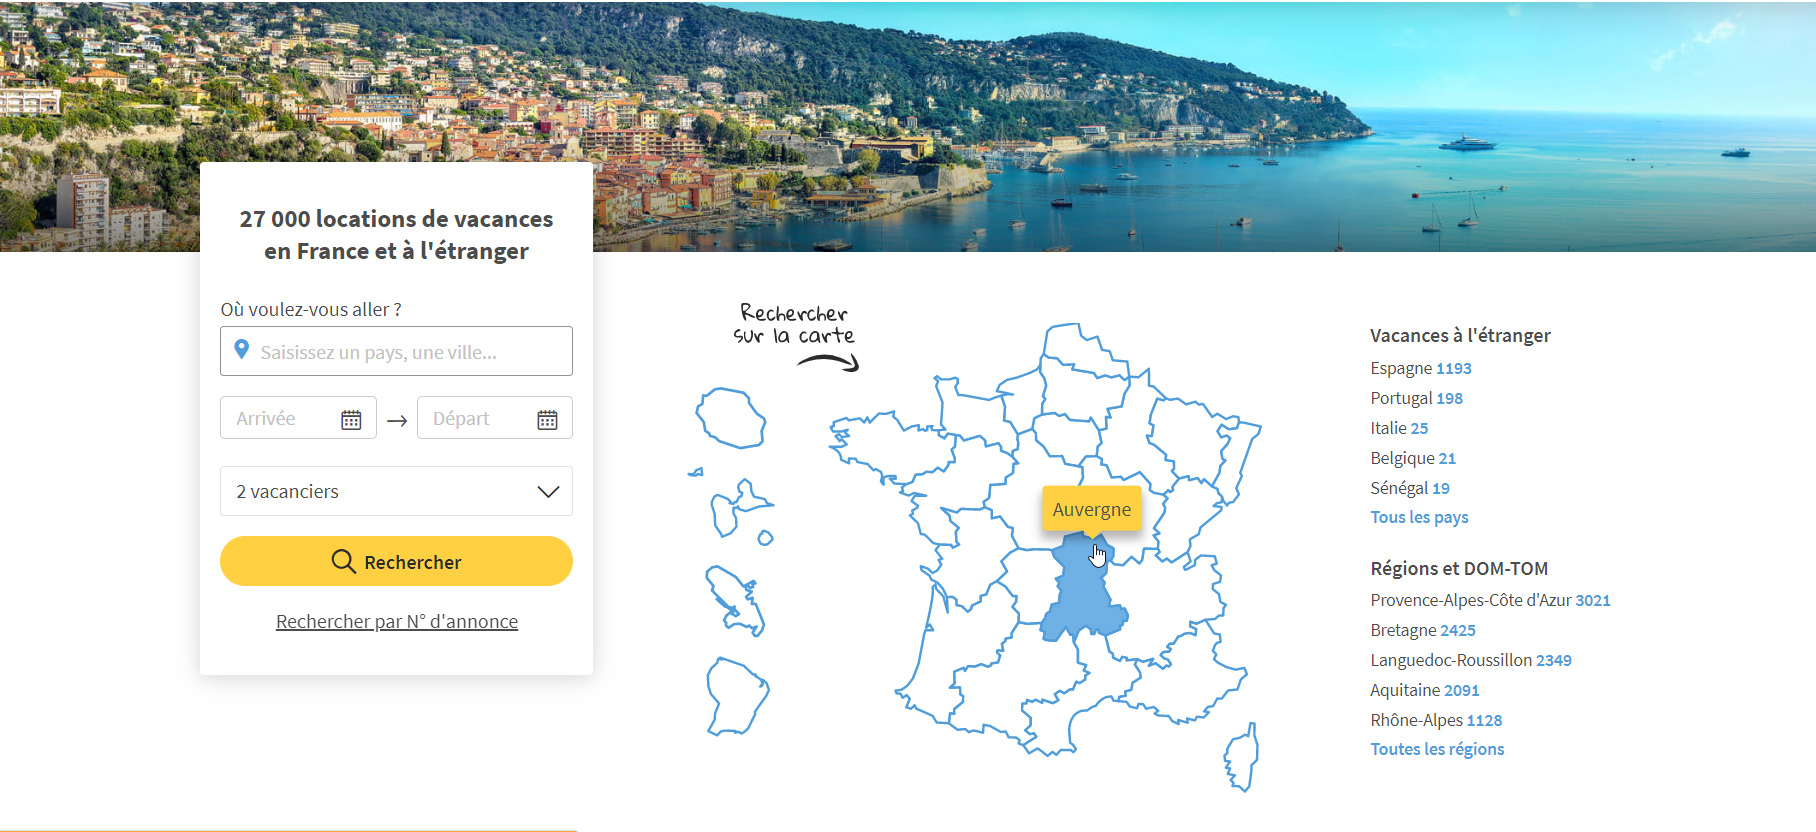 27 000 locations de vacances
en France et à l'étranger
Où voulez-vous aller ?
Saisissez un pays, une ville...
Arrivée
Départ
2 vacanciers
Rechercher
Rechercher par N° d'annonce
Rechercher
sur la carte
Auvergne
Vacances à l'étranger
Espagne 1193
Portugal 198
Italie 25
Belgique 21
Sénégal 19
Tous les pays
Régions et DOM-TOM
Provence-Alpes-Côte d'Azur 3021
Bretagne 2425
Languedoc-Roussillon 2349
Aquitaine 2091
Rhône-Alpes 1128
Toutes les régions